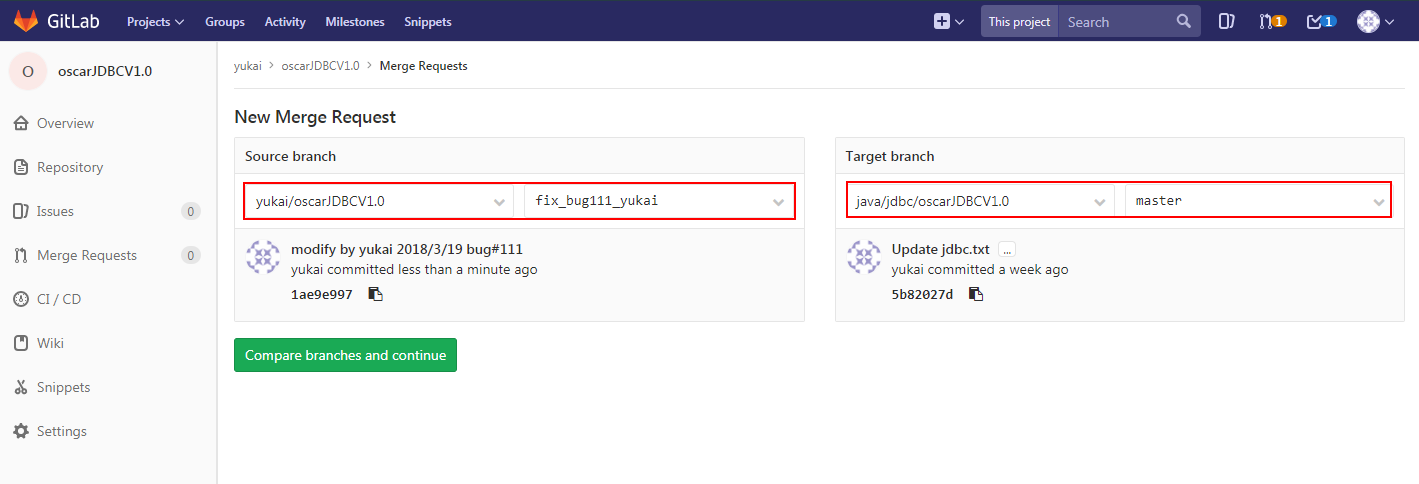 GitLab Projects Groups Activity Milestones Snippets This project Search 1 1
O oscarJDBCV1.0
Overview
Repository
Issues 0
Merge Requests 0
CI / CD
Wiki
Snippets
Settings
yukai > oscarJDBCV1.0 > Merge Requests
New Merge Request
Source branch
yukai/oscarJDBCV1.0 fix_bug111_yukai
modify by yukai 2018/3/19 bug#111
yukai committed less than a minute ago
1ae9e997
Target branch
java/jdbc/oscarJDBCV1.0 master
Update jdbc.txt ...
yukai committed a week ago
5b82027d
Compare branches and continue